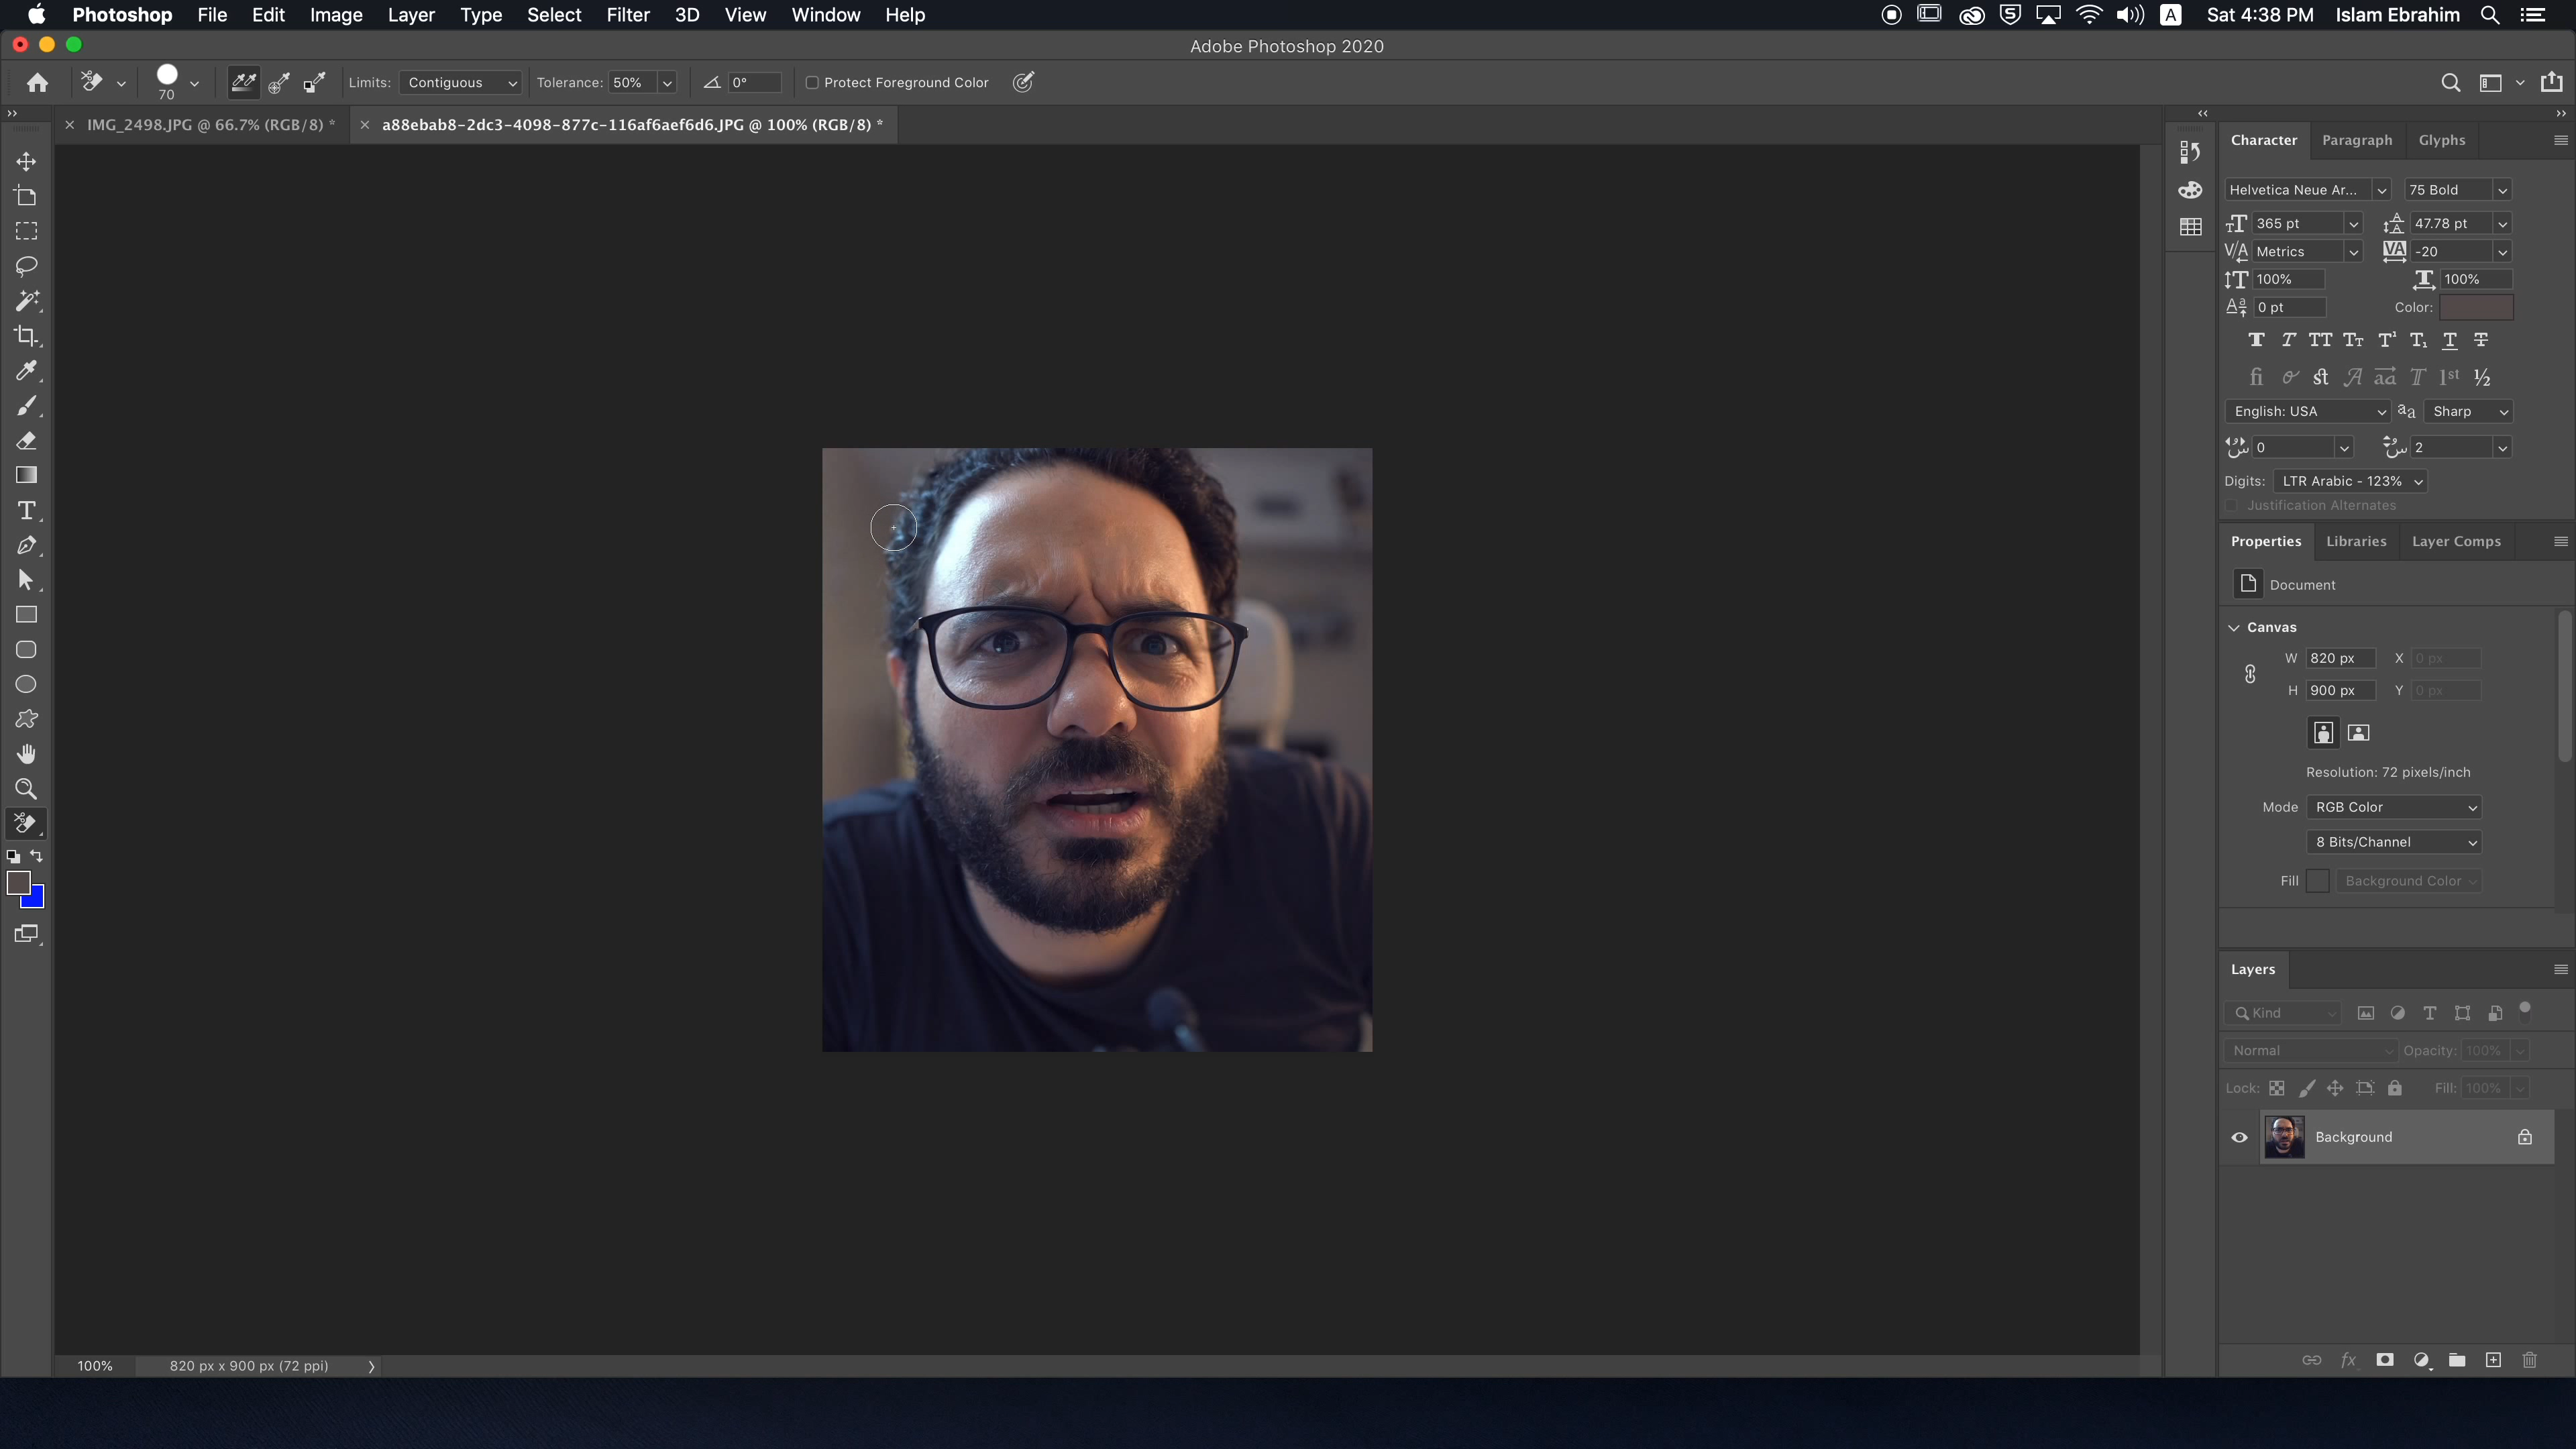 Photoshop File Edit Image Layer Type Select Filter 3D View Window Help A Sat 4:38 PM Islam Ebrahim
Adobe Photoshop 2020
70 Limits: Contiguous Tolerance: 50% 0° Protect Foreground Color
IMG_2498.JPG @ 66.7% (RGB/8) * a88ebab8-2dc3-4098-877c-116af6aef6d6.JPG @ 100% (RGB/8) *
Character Paragraph Glyphs
Helvetica Neue Ar... 75 Bold
365 pt 47.78 pt
Metrics -20
100% 100%
0 pt Color:
English: USA Sharp
0 2
Digits: LTR Arabic - 123%
Justification Alternates
Properties Libraries Layer Comps
Document
Canvas
W 820 px X 0 px
H 900 px Y 0 px
Resolution: 72 pixels/inch
Mode RGB Color
8 Bits/Channel
Fill Background Color
Layers
Kind
Normal Opacity: 100%
Lock: Fill: 100%
Background
fx
100% 820 px x 900 px (72 ppi)